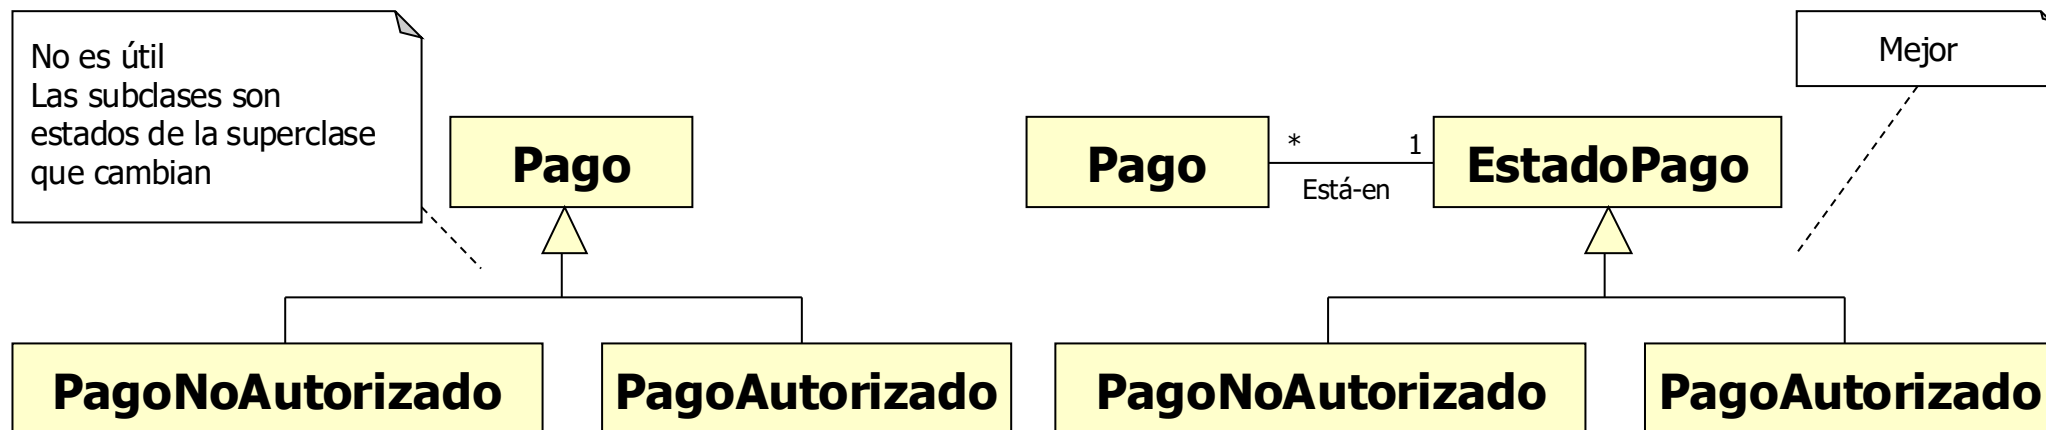 No es útil
Las subclases son
estados de la superclase
que cambian
Mejor
Pago
Pago
* 1
EstadoPago
Está-en
PagoNoAutorizado
PagoAutorizado
PagoNoAutorizado
PagoAutorizado